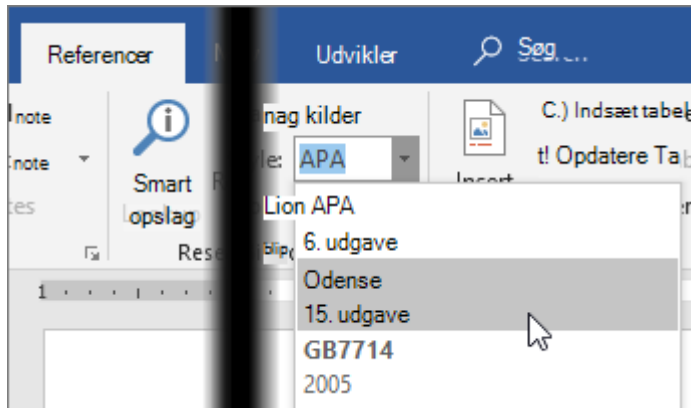 Referencer
Udvikler
Søg
note
Smart
opslag
nag kilder
APA
C.) Indsæt tabel
note
t! Opdatere Ta
Lion APA
6. udgave
Odense
15. udgave
GB7714
2005
1